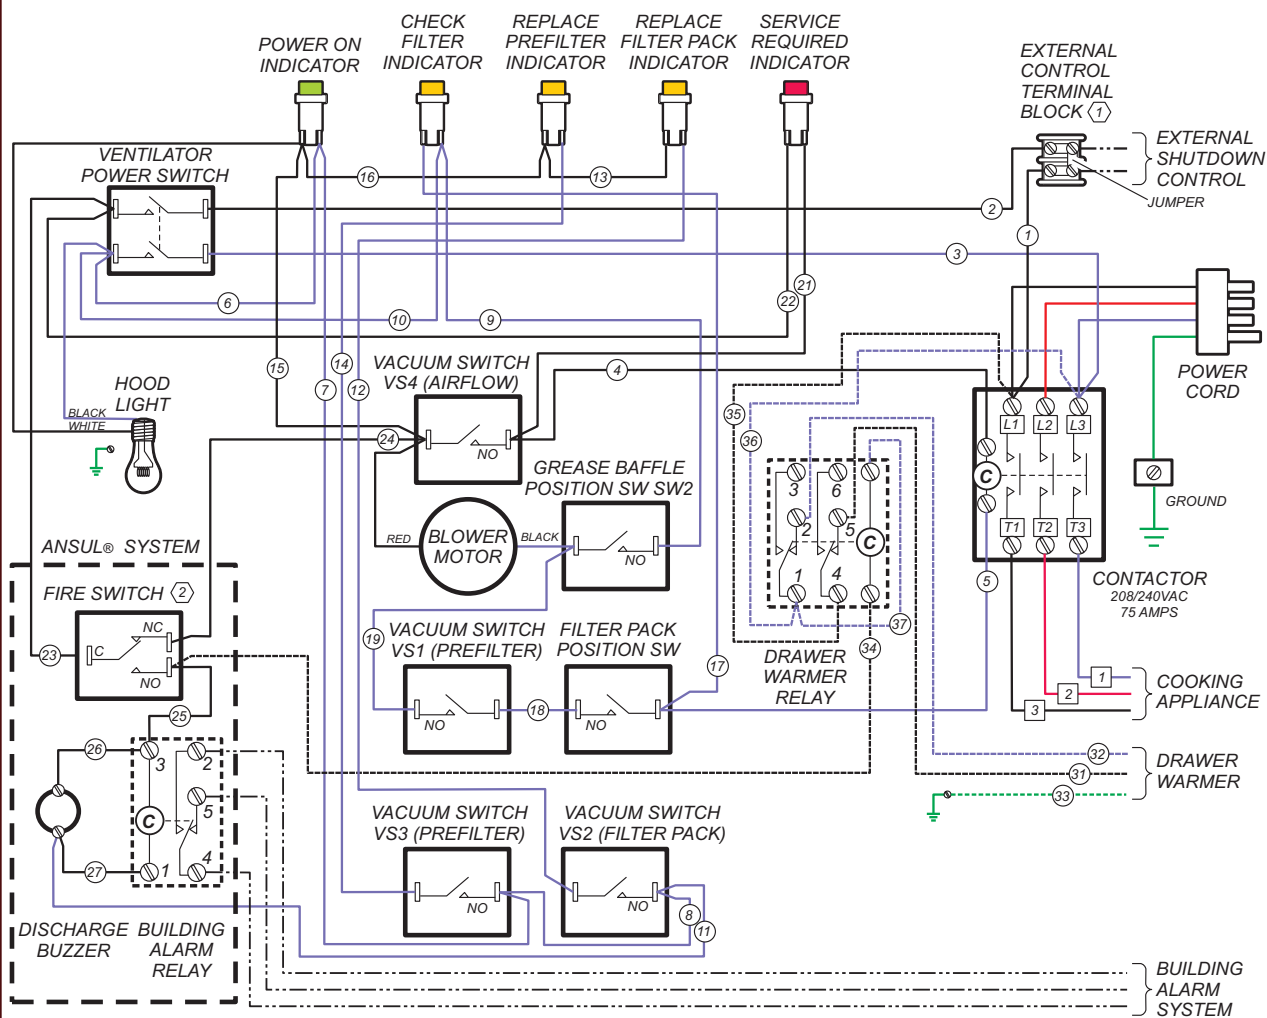 POWER ON
INDICATOR
CHECK
FILTER
INDICATOR
REPLACE
PREFILTER
INDICATOR
REPLACE
FILTER PACK
INDICATOR
SERVICE
REQUIRED
INDICATOR
EXTERNAL
CONTROL
TERMINAL
BLOCK 1
EXTERNAL
SHUTDOWN
CONTROL
JUMPER
VENTILATOR
POWER SWITCH
16
13
2
1
3
6
10
9
22
21
15
14
7
12
4
VACUUM SWITCH
VS4 (AIRFLOW)
NO
24
HOOD
LIGHT
BLACK
WHITE
POWER
CORD
GROUND
35
36
L1
L2
L3
C
T1
T2
T3
CONTACTOR
208/240VAC
75 AMPS
5
GREASE BAFFLE
POSITION SW SW2
NO
RED
BLOWER
MOTOR
BLACK
3
6
2
5
C
1
4
37
34
DRAWER
WARMER
RELAY
ANSUL® SYSTEM
FIRE SWITCH 2
NC
C
NO
23
25
19
VACUUM SWITCH
VS1 (PREFILTER)
NO
18
FILTER PACK
POSITION SW
NO
17
1
2
3
COOKING
APPLIANCE
32
31
33
DRAWER
WARMER
26
27
3
2
5
C
1
4
DISCHARGE
BUZZER
BUILDING
ALARM
RELAY
VACUUM SWITCH
VS3 (PREFILTER)
NO
VACUUM SWITCH
VS2 (FILTER PACK)
NO
8
11
BUILDING
ALARM
SYSTEM